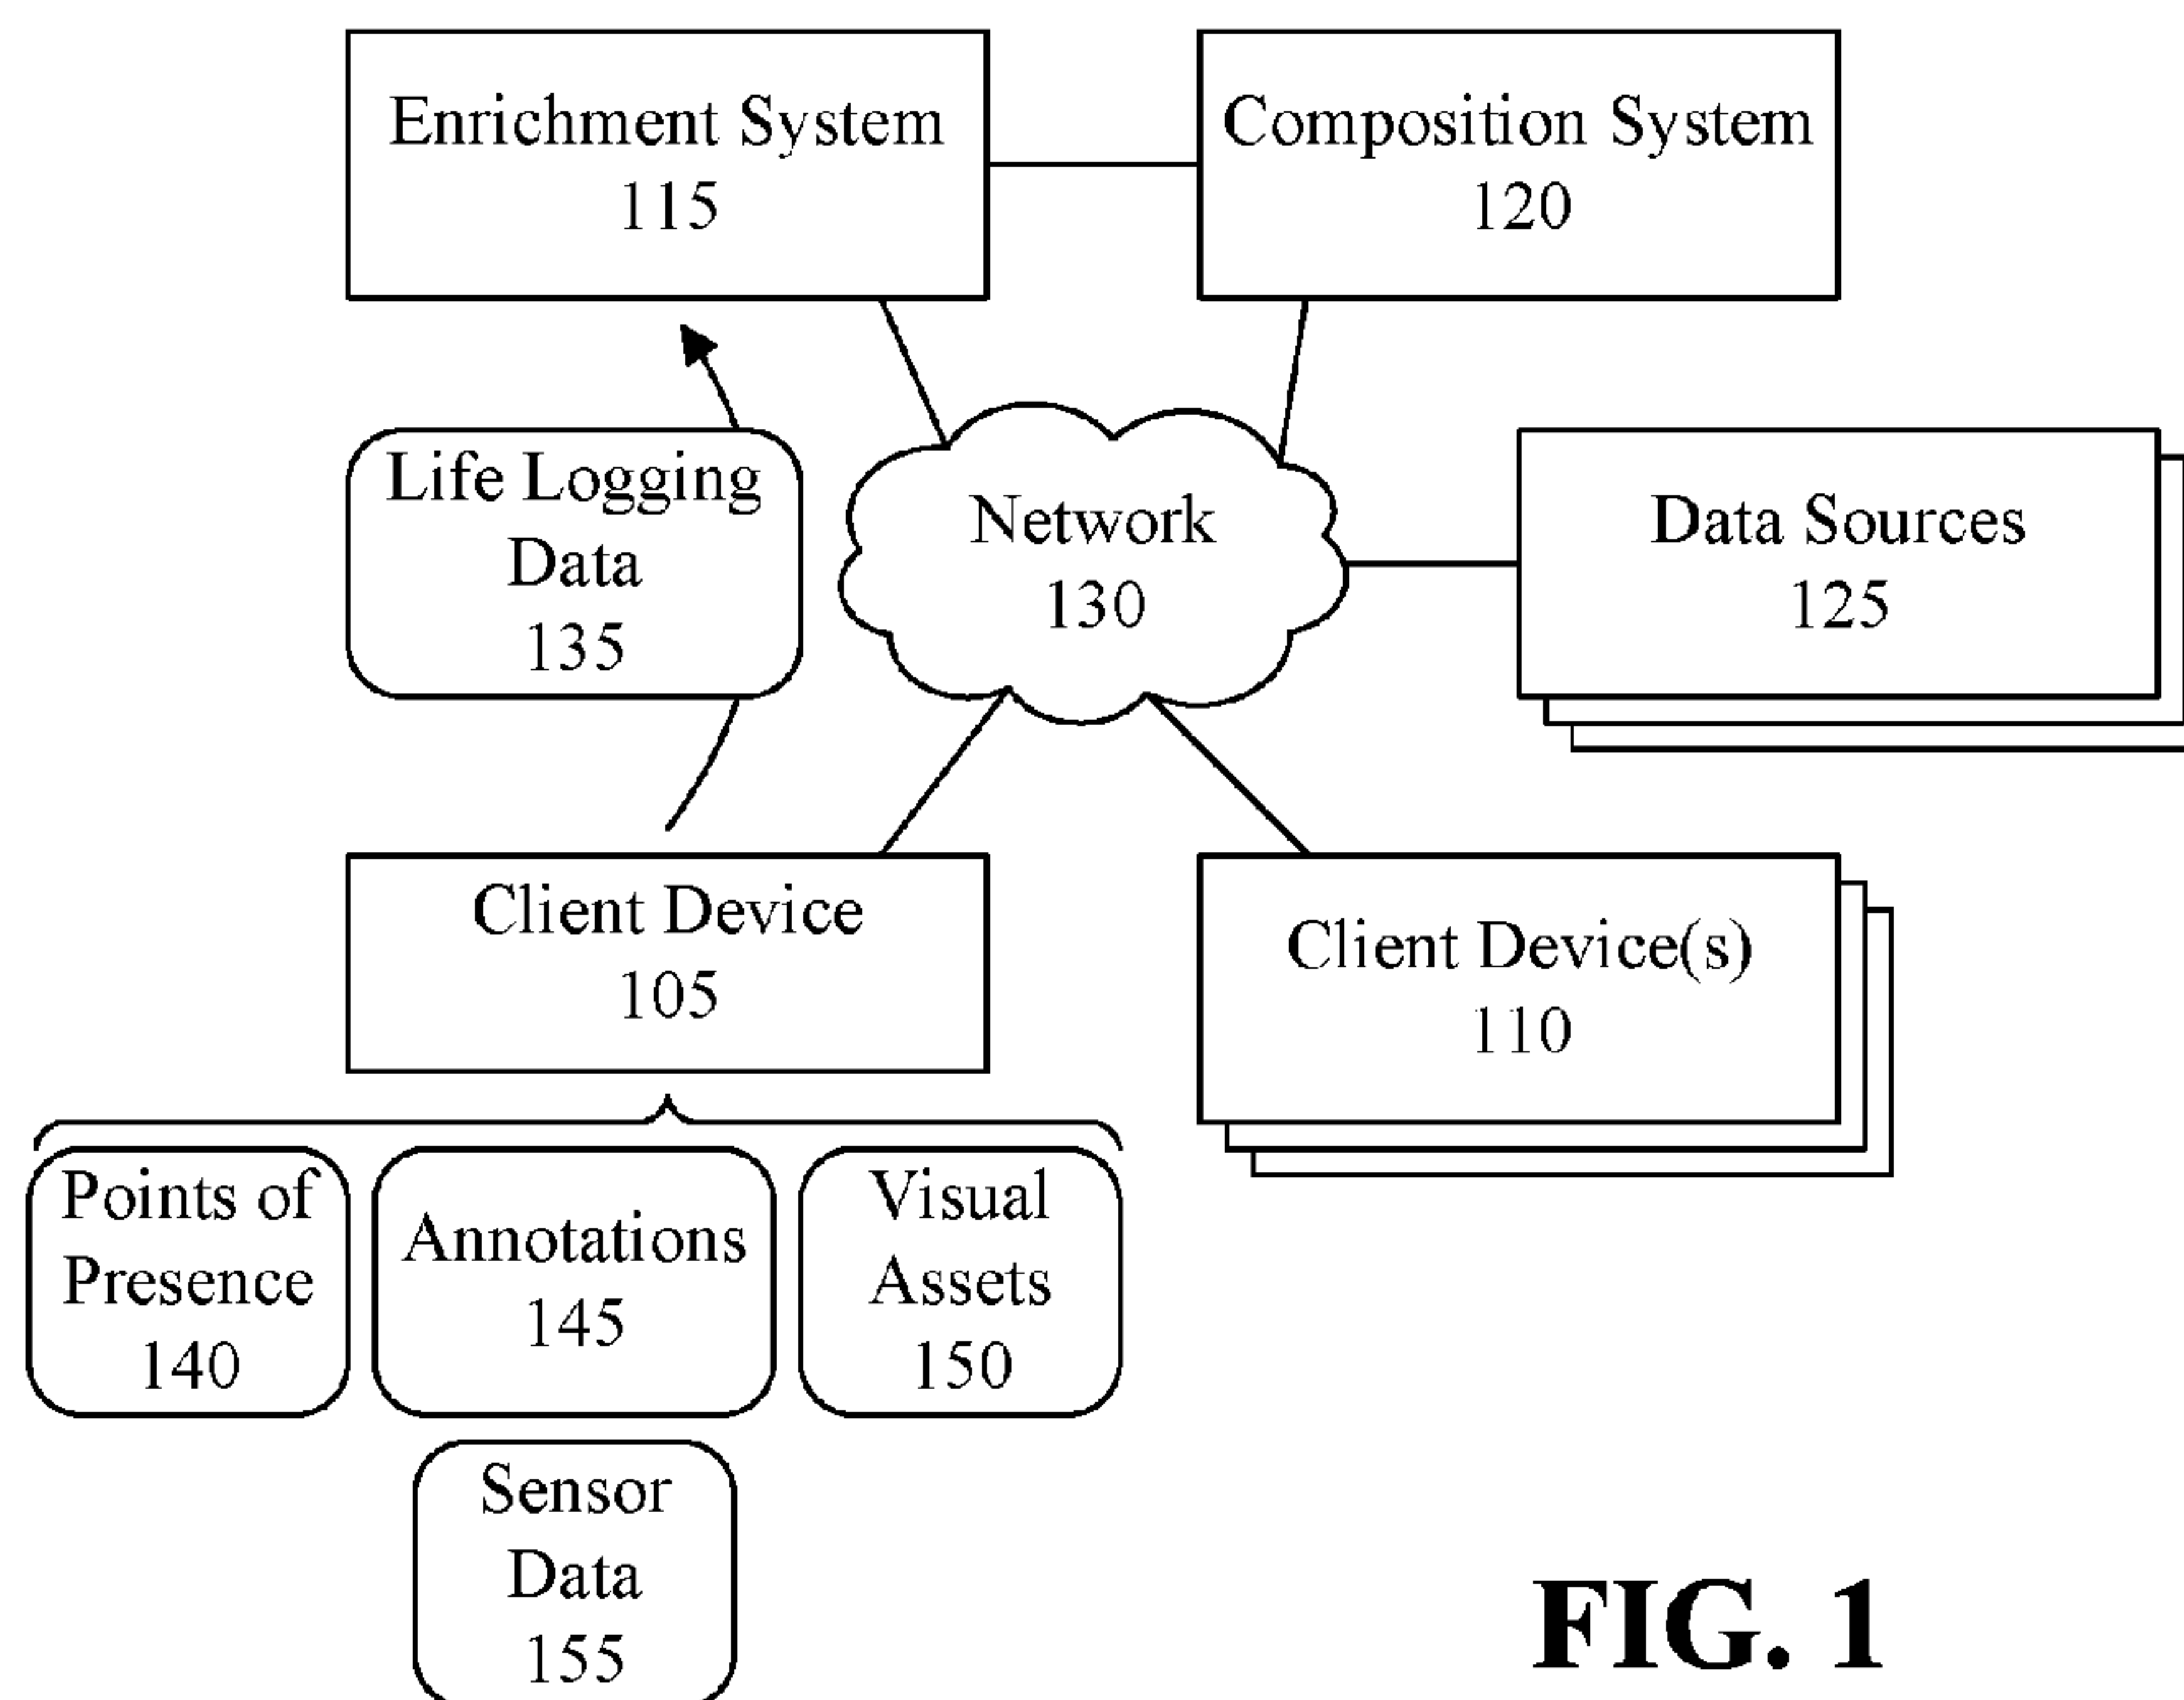 Enrichment System
115
Composition System
120
Life Logging
Data
135
Network
130
Data Sources
125
Client Device
105
Client Device(s)
110
Points of
Presence
140
Annotations
145
Visual
Assets
150
Sensor
Data
155
FIG. 1